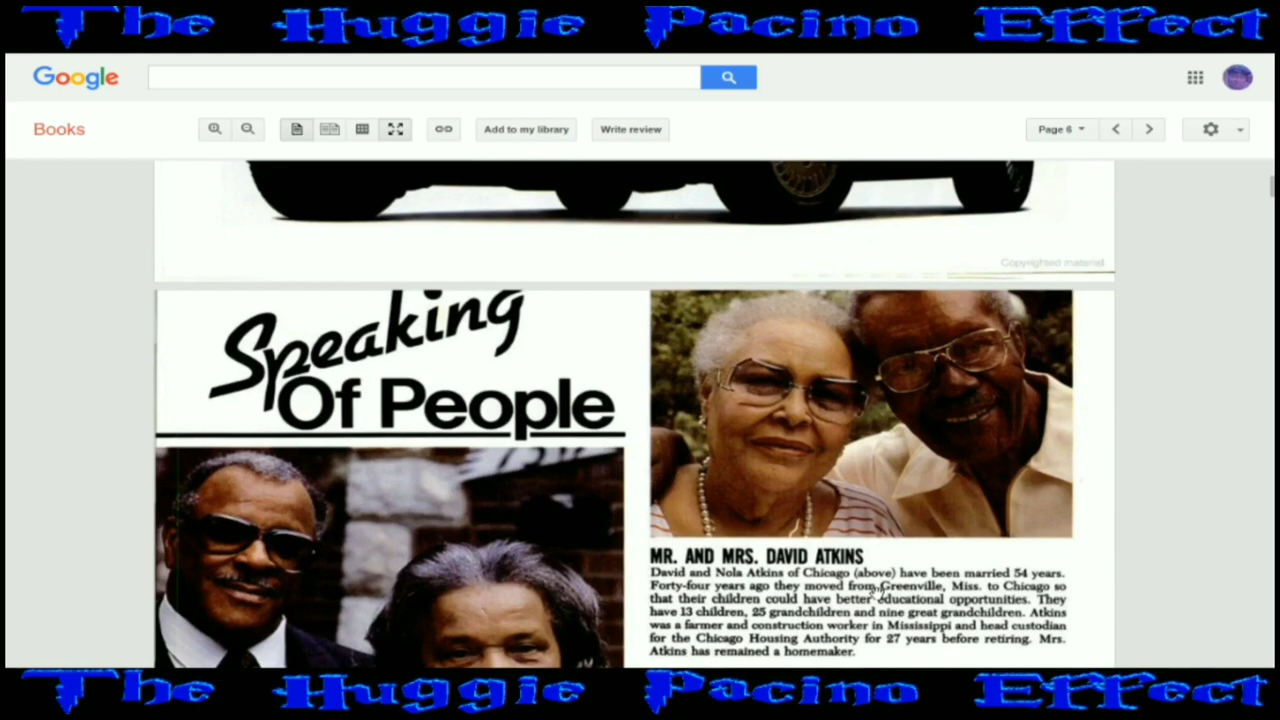 The Huggie Pacino Effect
Google
Books
Add to my library
Write review
Page 6
Copyrighted material
Speaking
Of People
MR. AND MRS. DAVID ATKINS
David and Nola Atkins of Chicago (above) have been married 54 years.
Forty-four years ago they moved from Greenville, Miss. to Chicago so
that their children could have better educational opportunities. They
have 13 children, 25 grandchildren and nine great grandchildren. Atkins
was a farmer and construction worker in Mississippi and head custodian
for the Chicago Housing Authority for 27 years before retiring. Mrs.
Atkins has remained a homemaker.
The Huggie Pacino Effect